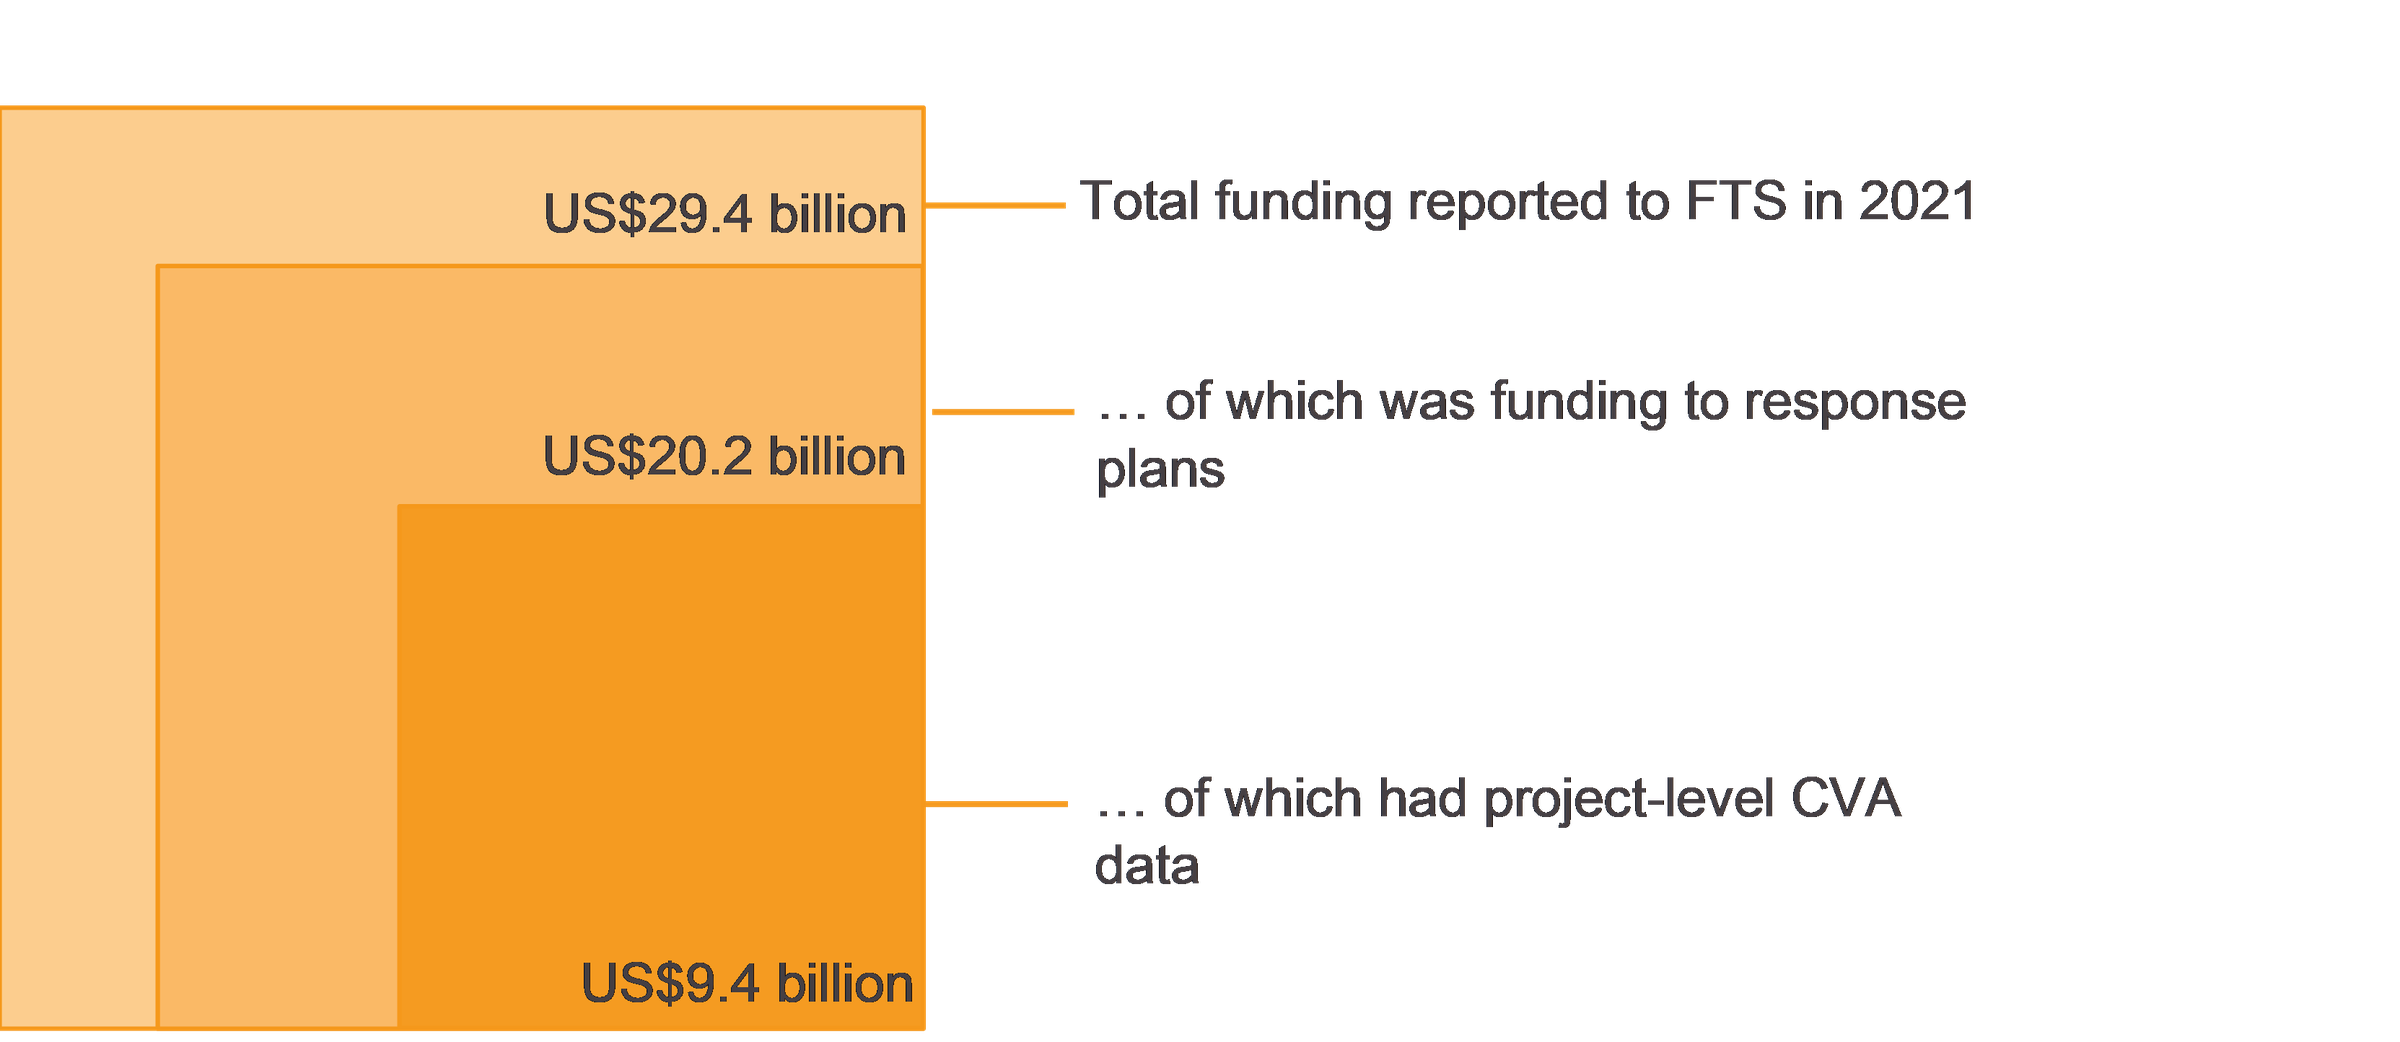 US$29.4 billion
Total funding reported to FTS in 2021
US$20.2 billion
… of which was funding to response
plans
US$9.4 billion
… of which had project-level CVA
data